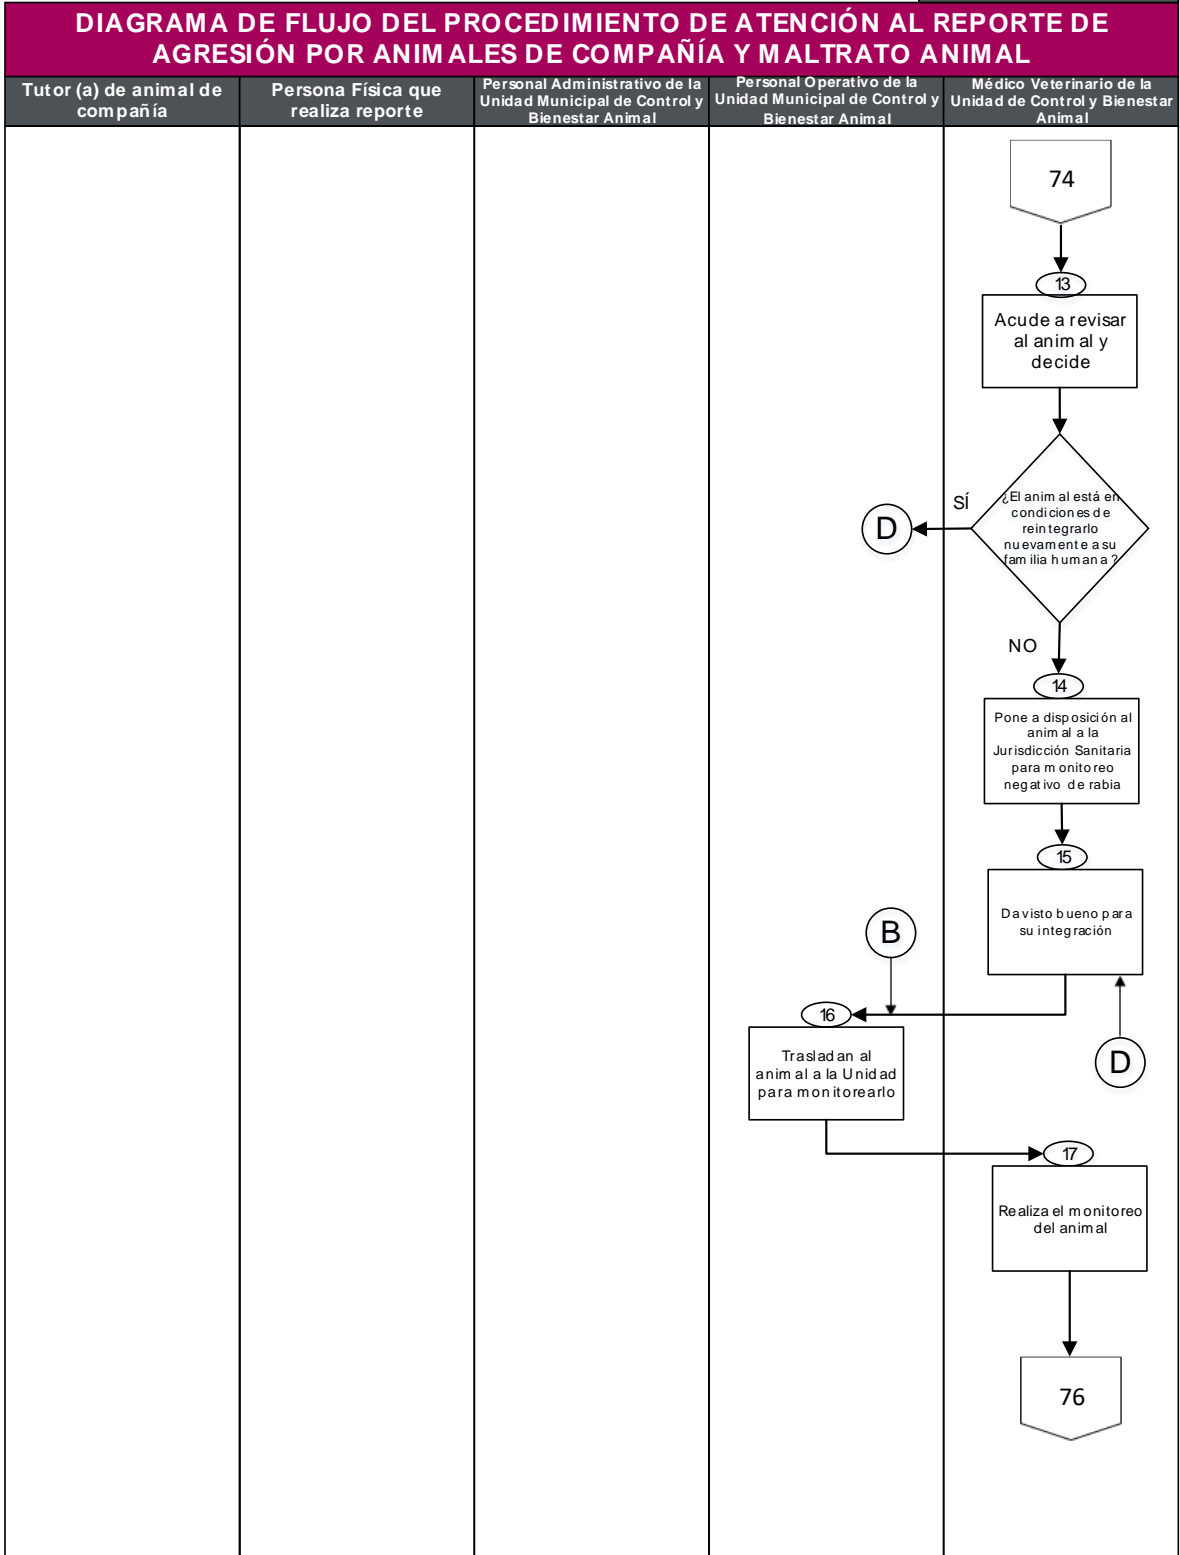 DIAGRAMA DE FLUJO DEL PROCEDIMIENTO DE ATENCIÓN AL REPORTE DE
AGRESIÓN POR ANIMALES DE COMPAÑÍA Y MALTRATO ANIMAL
Tutor (a) de animal de
compañía
Persona Física que
realiza reporte
Personal Administrativo de la
Unidad Municipal de Control y
Bienestar Animal
Personal Operativo de la
Unidad Municipal de Control y
Bienestar Animal
Médico Veterinario de la
Unidad de Control y Bienestar
Animal
74
13
Acude a revisar
al animal y
decide
¿El animal está en
condiciones de
reintegrarlo
nuevamente a su
familia humana?
SÍ
D
NO
14
Pone a disposición al
animal a la
Jurisdicción Sanitaria
para monitoreo
negativo de rabia
15
Da visto bueno para
su integración
B
D
16
Trasladan al
animal a la Unidad
para monitorearlo
17
Realiza el monitoreo
del animal
76